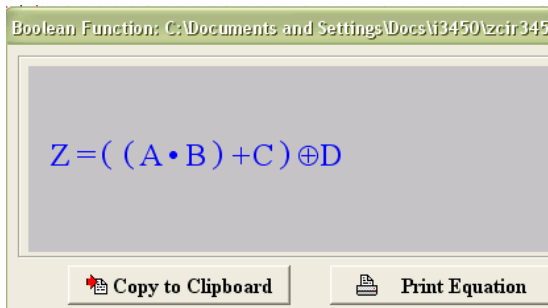 Boolean Function: C:\Documents and Settings\Docs\i3450\zcir345
Z=((A•B)+C)⊕D
Copy to Clipboard
Print Equation